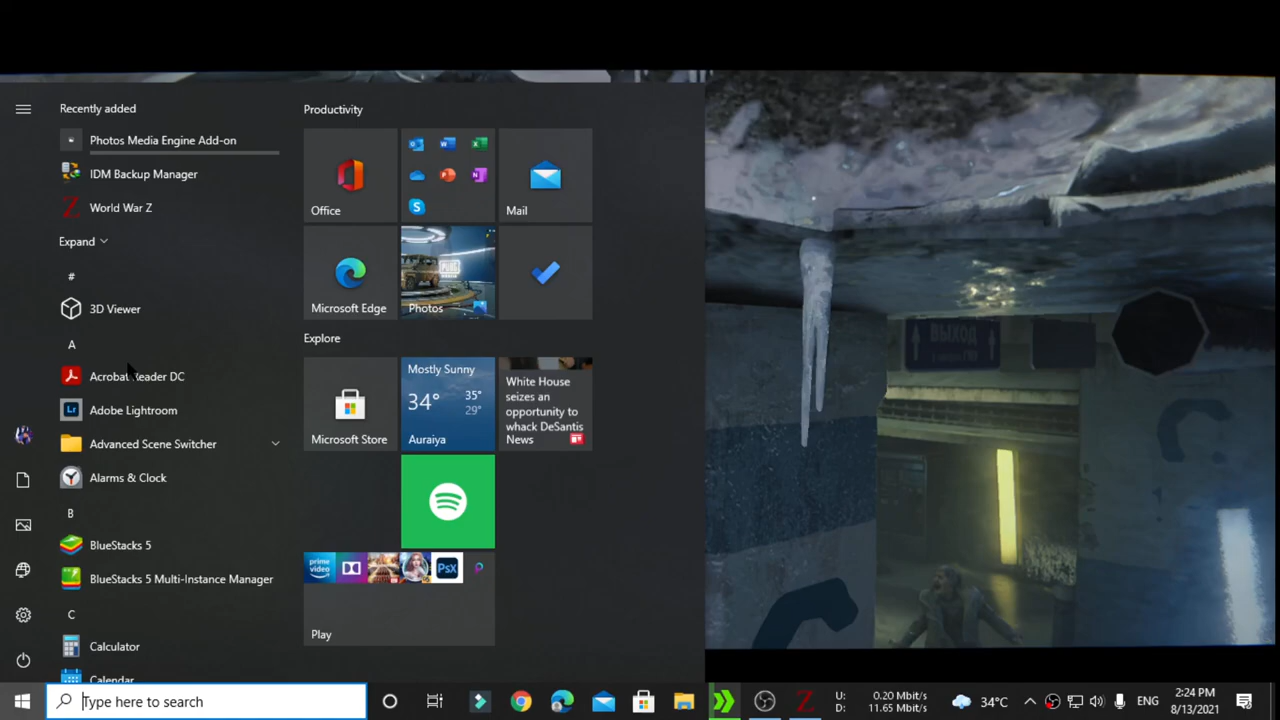 Recently added
Photos Media Engine Add-on
IDM Backup Manager
World War Z
Expand
#
3D Viewer
A
Acrobat Reader DC
Adobe Lightroom
Advanced Scene Switcher
Alarms & Clock
B
BlueStacks 5
BlueStacks 5 Multi-Instance Manager
C
Calculator
Calendar
Productivity
Office
Mail
Microsoft Edge
Photos
Explore
Microsoft Store
Mostly Sunny
34°
35°
29°
Auraiya
White House
seizes an
opportunity to
whack DeSantis
News
prime
video
PsX
Play
Lr
ВЫХОД
Type here to search
U: 0.20 Mbit/s
D: 11.65 Mbit/s
34°C
ENG
2:24 PM
8/13/2021